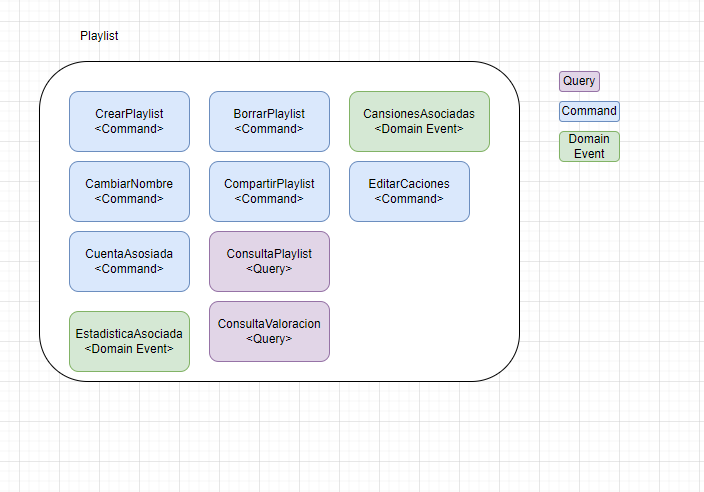 Playlist
CrearPlaylist
<Command>
BorrarPlaylist
<Command>
CansionesAsociadas
<Domain Event>
CambiarNombre
<Command>
CompartirPlaylist
<Command>
EditarCaciones
<Command>
CuentaAsosiada
<Command>
ConsultaPlaylist
<Query>
EstadisticaAsociada
<Domain Event>
ConsultaValoracion
<Query>
Query
Command
Domain
Event